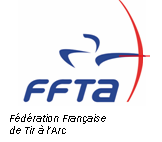 FFTA
Fédération Française
de Tir à l'Arc